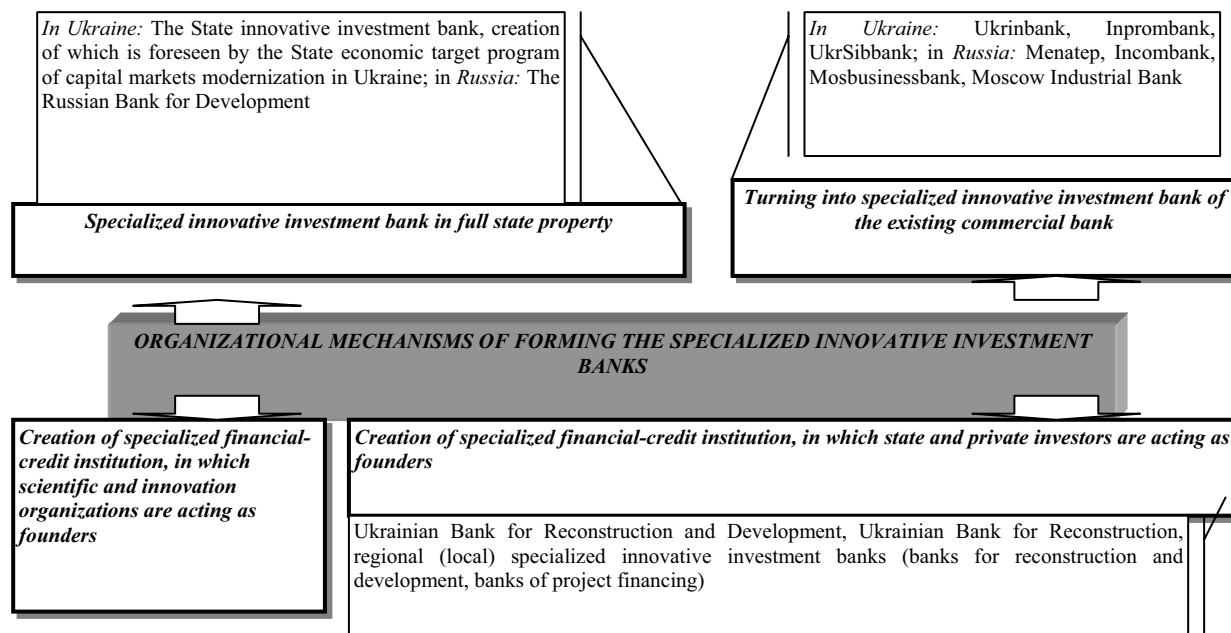 In Ukraine: The State innovative investment bank, creation
of which is foreseen by the State economic target program
of capital markets modernization in Ukraine; in Russia: The
Russian Bank for Development
In Ukraine: Ukrinbank, Inprombank,
UkrSibbank; in Russia: Menatep, Incombank,
Mosbusinessbank, Moscow Industrial Bank
Specialized innovative investment bank in full state property
Turning into specialized innovative investment bank of
the existing commercial bank
ORGANIZATIONAL MECHANISMS OF FORMING THE SPECIALIZED INNOVATIVE INVESTMENT
BANKS
Creation of specialized financial-
credit institution, in which
scientific and innovation
organizations are acting as
founders
Creation of specialized financial-credit institution, in which state and private investors are acting as
founders
Ukrainian Bank for Reconstruction and Development, Ukrainian Bank for Reconstruction,
regional (local) specialized innovative investment banks (banks for reconstruction and
development, banks of project financing)